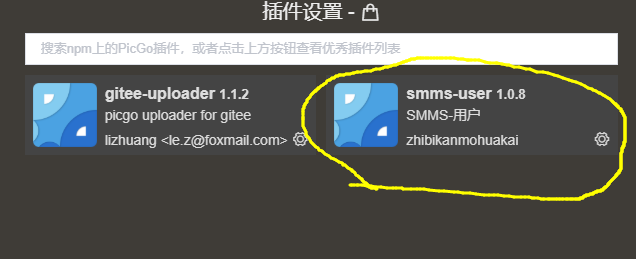 插件设置 -
搜索npm上的PicGo插件，或者点击上方按钮查看优秀插件列表
gitee-uploader 1.1.2
picgo uploader for gitee
lizhuang <le.z@foxmail.com>
smms-user 1.0.8
SMMS-用户
zhibikanmohuakai